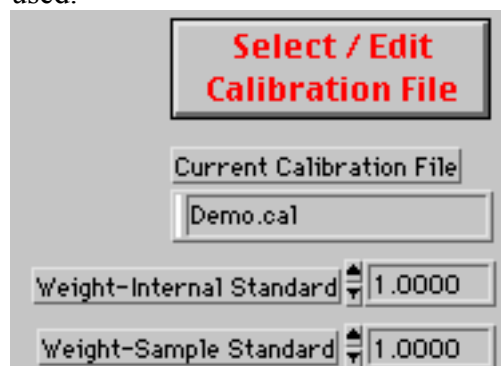 used.
Select / Edit
Calibration File
Current Calibration File
Demo.cal
Weight-Internal Standard 1.0000
Weight-Sample Standard 1.0000